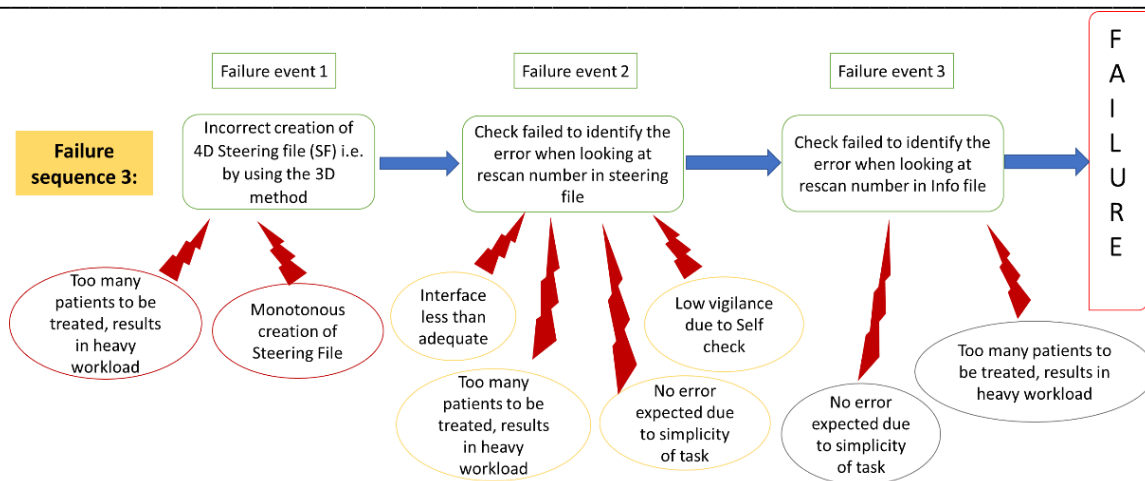 Failure event 1
Failure event 2
Failure event 3
Failure
sequence 3:
Incorrect creation of
4D Steering file (SF) i.e.
by using the 3D
method
Check failed to identify the
error when looking at
rescan number in steering
file
Check failed to identify the
error when looking at
rescan number in Info file
F
A
I
L
U
R
E
Too many
patients to be
treated, results
in heavy
workload
Monotonous
creation of
Steering File
Interface
less than
adequate
Too many
patients to be
treated, results
in heavy
workload
No error
expected due
to simplicity
of task
Low vigilance
due to Self
check
No error
expected due
to simplicity
of task
Too many patients to
be treated, results in
heavy workload